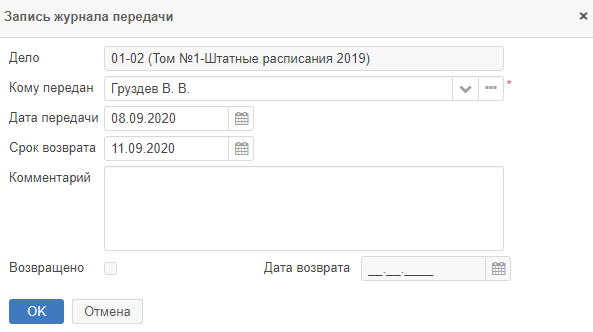 Запись журнала передачи ×
Дело 01-02 (Том №1-Штатные расписания 2019)
Кому передан Груздев В. В. ... *
Дата передачи 08.09.2020
Срок возврата 11.09.2020
Комментарий
Возвращено Дата возврата __.__.____
OK Отмена